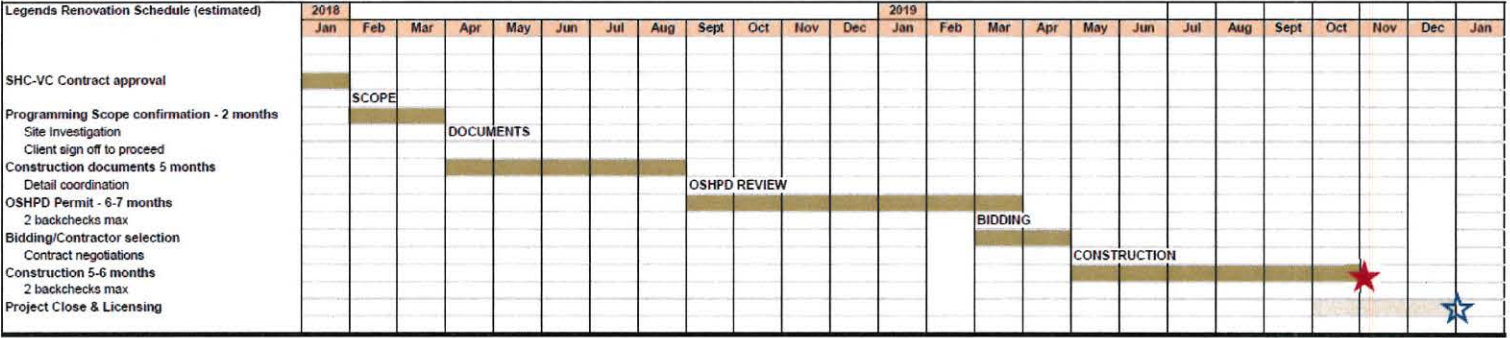 Legends Renovation Schedule (estimated) 2018 2019
Jan Feb Mar Apr May Jun Jul Aug Sept Oct Nov Dec Jan Feb Mar Apr May Jun Jul Aug Sept Oct Nov Dec Jan
SHC-VC Contract approval
SCOPE
Programming Scope confirmation - 2 months
Site Investigation
DOCUMENTS
Client sign off to proceed
Construction documents 5 months
Detail coordination
OSHPD REVIEW
OSHPD Permit - 6-7 months
2 backchecks max
BIDDING
Bidding/Contractor selection
Contract negotiations
CONSTRUCTION
Construction 5-6 months
2 backchecks max
Project Close & Licensing